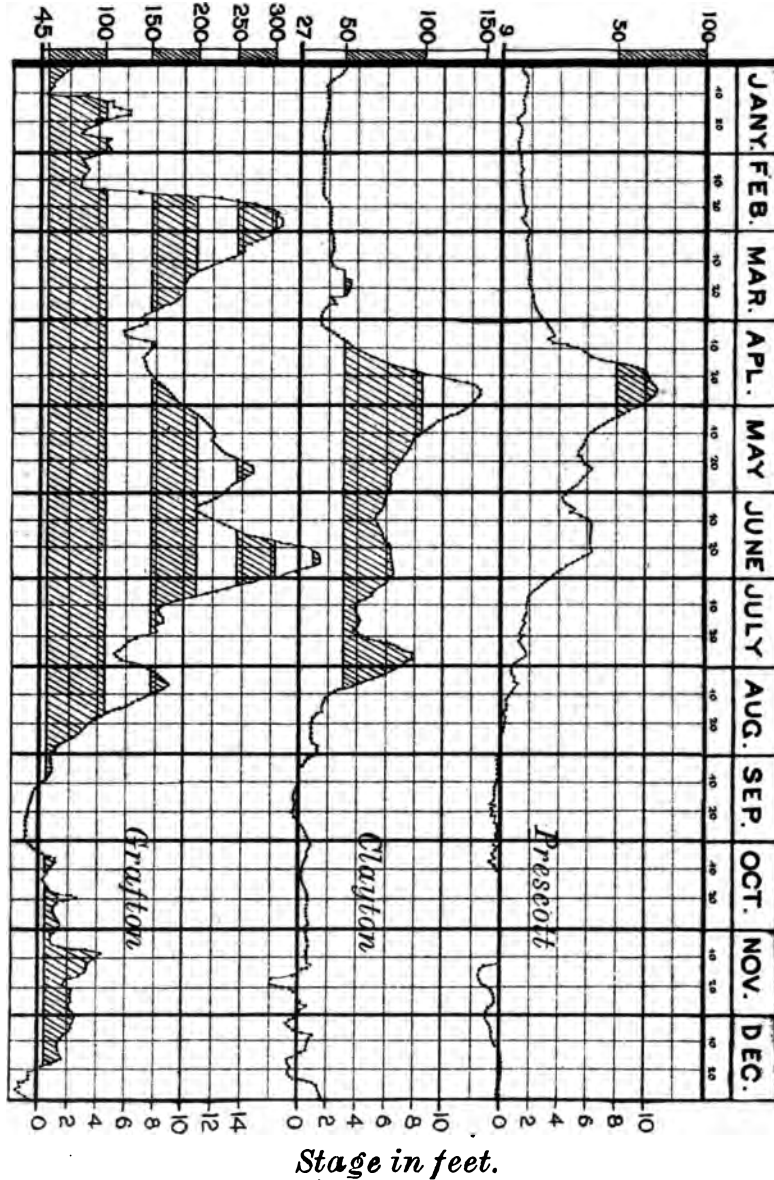 45 100 150 200 250 300 27 50 100 150 9 50 100
JANY. FEB. MAR. APL. MAY JUNE JULY AUG. SEP. OCT. NOV. DEC.
Grafton
Clayton
Prescott
0 2 4 6 8 10 12 14 0 2 4 6 8 10 0 2 4 6 8 10
Stage in feet.